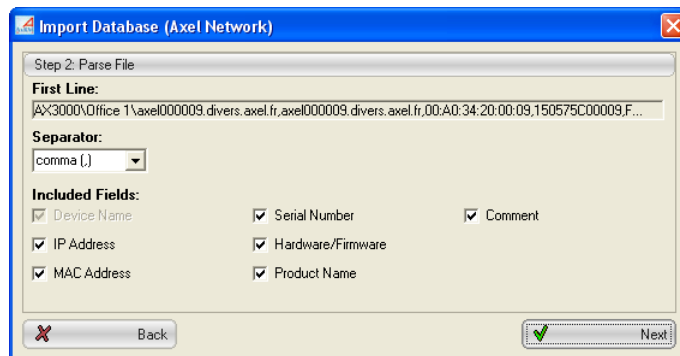 Import Database (Axel Network)
Step 2: Parse File
First Line:
AX3000\Office 1\axel000009.divers.axel.fr,axel000009.divers.axel.fr,00:A0:34:20:00:09,150575C00009,F...
Separator:
comma (,)
Included Fields:
Device Name Serial Number Comment
IP Address Hardware/Firmware
MAC Address Product Name
Back Next